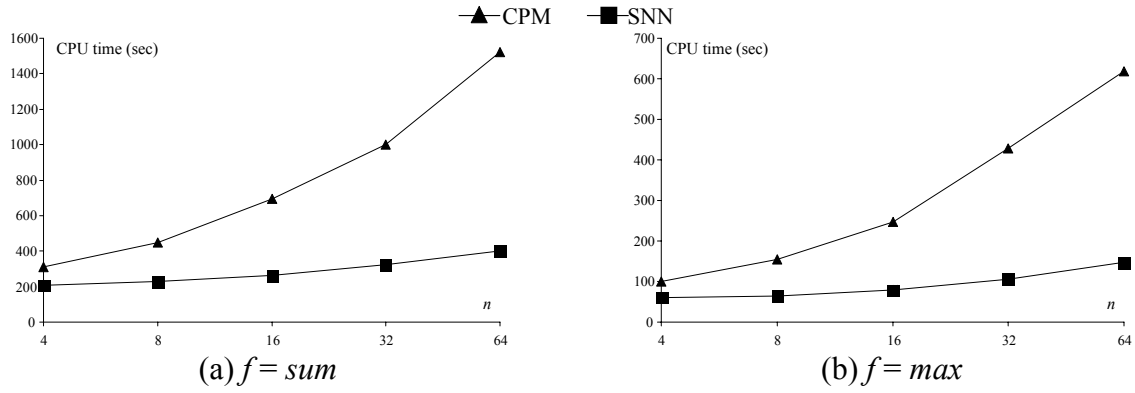 CPM SNN
CPU time (sec)
1600
1400
1200
1000
800
600
400
200
0
n
4 8 16 32 64
(a) f = sum
CPU time (sec)
700
600
500
400
300
200
100
0
n
4 8 16 32 64
(b) f = max